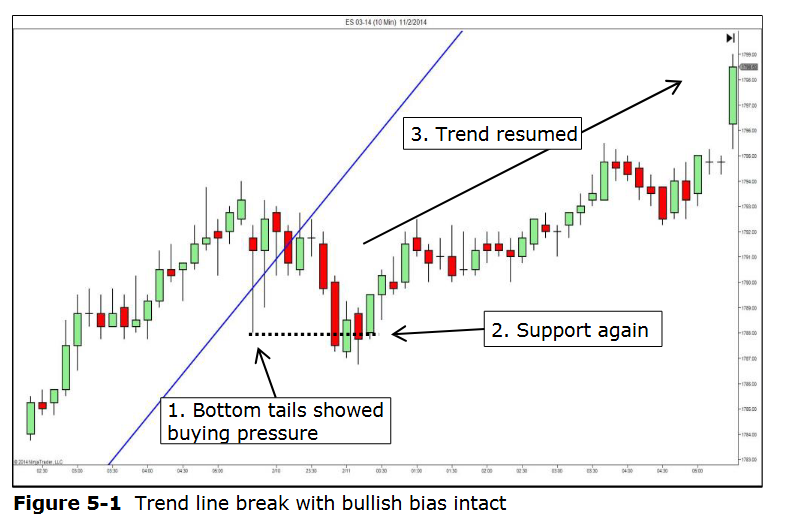 ES 03-14 (10 Min) 11/2/2014
1799.00
1798.00
1797.00
1796.00
1795.00
3. Trend resumed
1794.00
1793.00
1792.00
1791.00
1790.00
1789.00
2. Support again
1788.00
1787.00
1786.00
1. Bottom tails showed
buying pressure
1785.00
1784.00
1783.00
© 2014 NinjaTrader, LLC
02:30 03:00 03:30 04:00 04:30 05:00 2/10 23:30 2/11 00:30 01:00 01:30 02:00 02:30 03:00 03:30 04:00 04:30 05:00
Figure 5-1 Trend line break with bullish bias intact